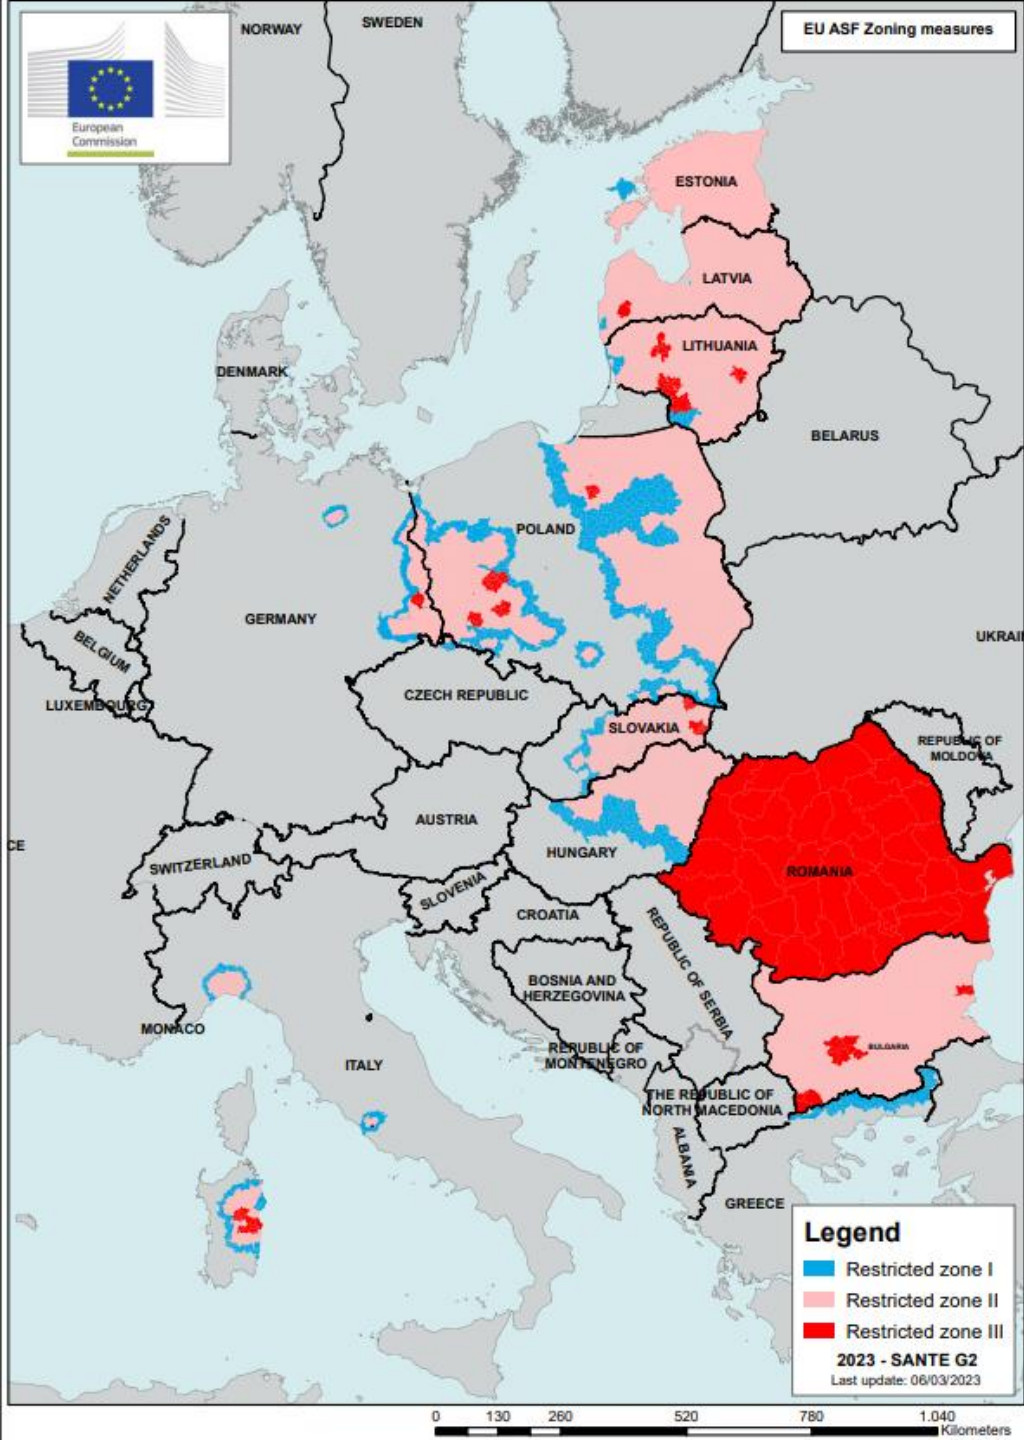 NORWAY
SWEDEN
EU ASF Zoning measures
European
Commission
ESTONIA
LATVIA
LITHUANIA
DENMARK
BELARUS
POLAND
NETHERLANDS
GERMANY
BELGIUM
UKRAI
LUXEMBOURG
CZECH REPUBLIC
SLOVAKIA
REPUBLIC OF
MOLDOVA
AUSTRIA
CE
HUNGARY
SWITZERLAND
ROMANIA
SLOVENIA
CROATIA
REPUBLIC OF SERBIA
BOSNIA AND
HERZEGOVINA
MONACO
BULGARIA
REPUBLIC OF
MONTENEGRO
ITALY
THE REPUBLIC OF
NORTH MACEDONIA
ALBANIA
GREECE
Legend
Restricted zone I
Restricted zone II
Restricted zone III
2023 - SANTE G2
Last update: 06/03/2023
0 130 260 520 780 1.040
Kilometers